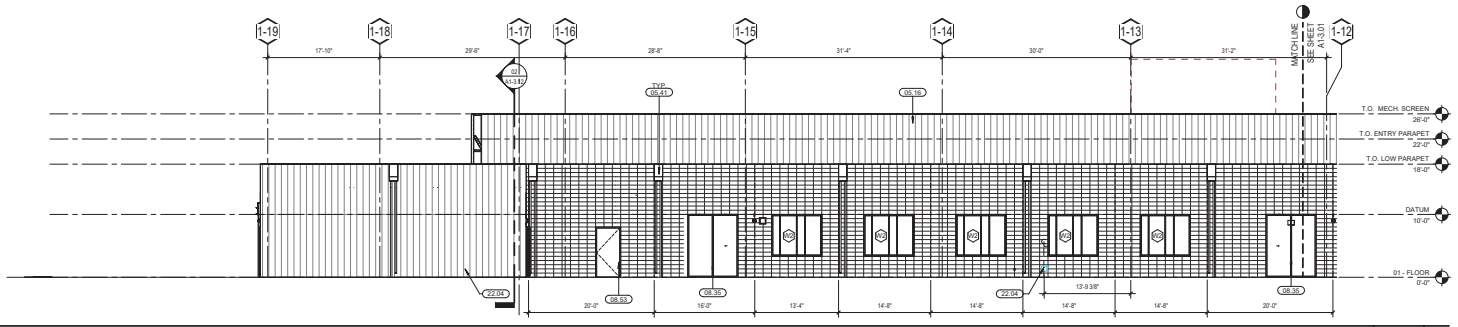 1-19
1-18
1-17
1-16
1-15
1-14
1-13
1-12
MATCH LINE
SEE SHEET
A1-3.01
17'-10"
29'-6"
28'-8"
31'-4"
30'-0"
31'-2"
02
A1-3.12
TYP
05.41
05.16
T.O. MECH. SCREEN
26'-0"
T.O. ENTRY PARAPET
22'-0"
T.O. LOW PARAPET
18'-0"
DATUM
10'-0"
W2
W2
W2
W2
W2
01 - FLOOR
0'-0"
22.04
08.53
08.35
22.04
13'-9 3/8"
08.35
20'-0"
16'-0"
13'-4"
14'-8"
14'-8"
14'-8"
14'-8"
20'-0"